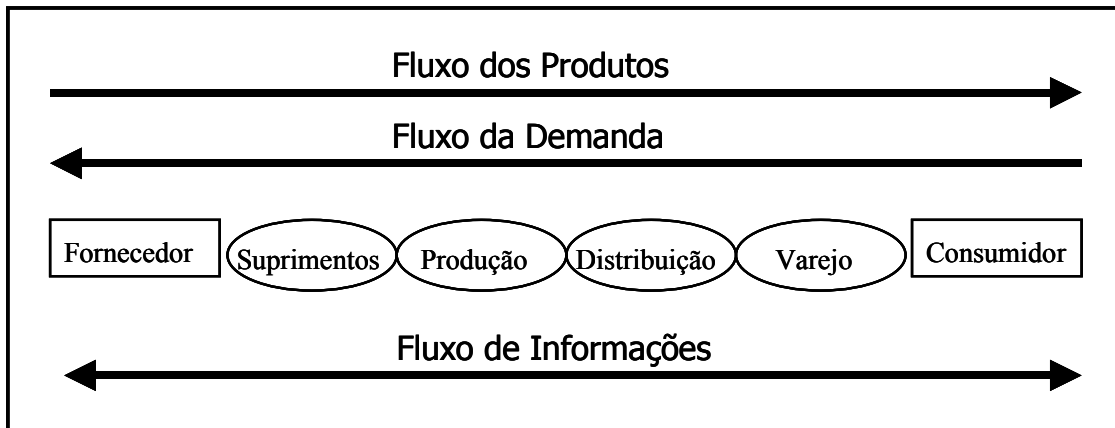 Fluxo dos Produtos
Fluxo da Demanda
Fornecedor Suprimentos Produção Distribuição Varejo Consumidor
Fluxo de Informações